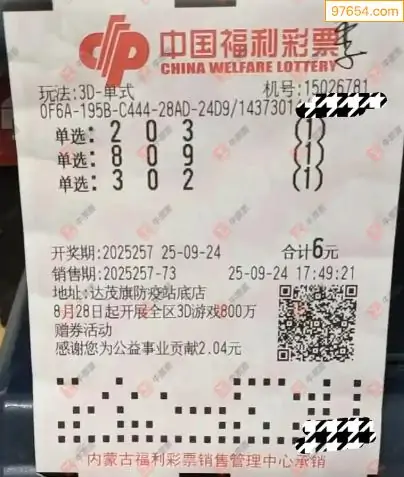 97654.com
中国福利彩票
CHINA WELFARE LOTTERY
李
玩法:3D-单式 机号:15026781
0F6A-195B-C444-28AD-24D9/1437301
单选: 2 0 3 (1)
单选: 8 0 9 (1)
单选: 3 0 2 (1)
开奖期:2025257 25-09-24 合计6元
销售期:2025257-73 25-09-24 17:49:21
地址:达茂旗防疫站底店
8月28日起开展全区3D游戏800万
赠券活动
感谢您为公益事业贡献2.04元
内蒙古福利彩票销售管理中心承销